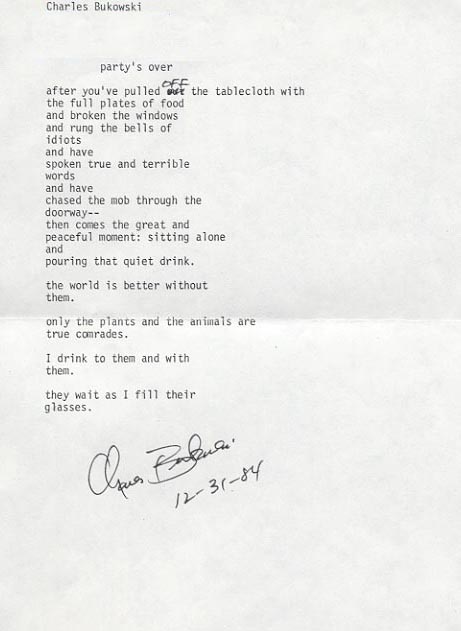 Charles Bukowski
party's over
after you've pulled OFF the tablecloth with
the full plates of food
and broken the windows
and rung the bells of
idiots
and have
spoken true and terrible
words
and have
chased the mob through the
doorway--
then comes the great and
peaceful moment: sitting alone
and
pouring that quiet drink.
the world is better without
them.
only the plants and the animals are
true comrades.
I drink to them and with
them.
they wait as I fill their
glasses.
Charles Bukowski
12-31-84